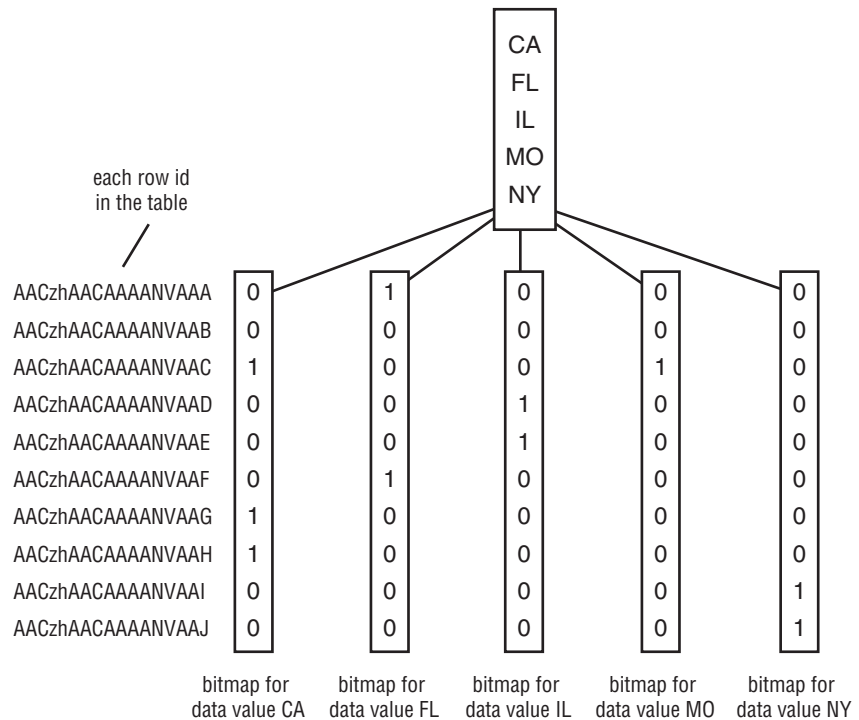 CA
FL
IL
MO
NY
each row id
in the table
AACzhAACAAAANVAAA 0 1 0 0 0
AACzhAACAAAANVAAB 0 0 0 0 0
AACzhAACAAAANVAAC 1 0 0 1 0
AACzhAACAAAANVAAD 0 0 1 0 0
AACzhAACAAAANVAAE 0 0 1 0 0
AACzhAACAAAANVAAF 0 1 0 0 0
AACzhAACAAAANVAAG 1 0 0 0 0
AACzhAACAAAANVAAH 1 0 0 0 0
AACzhAACAAAANVAAI 0 0 0 0 1
AACzhAACAAAANVAAJ 0 0 0 0 1
bitmap for bitmap for bitmap for bitmap for bitmap for
data value CA data value FL data value IL data value MO data value NY